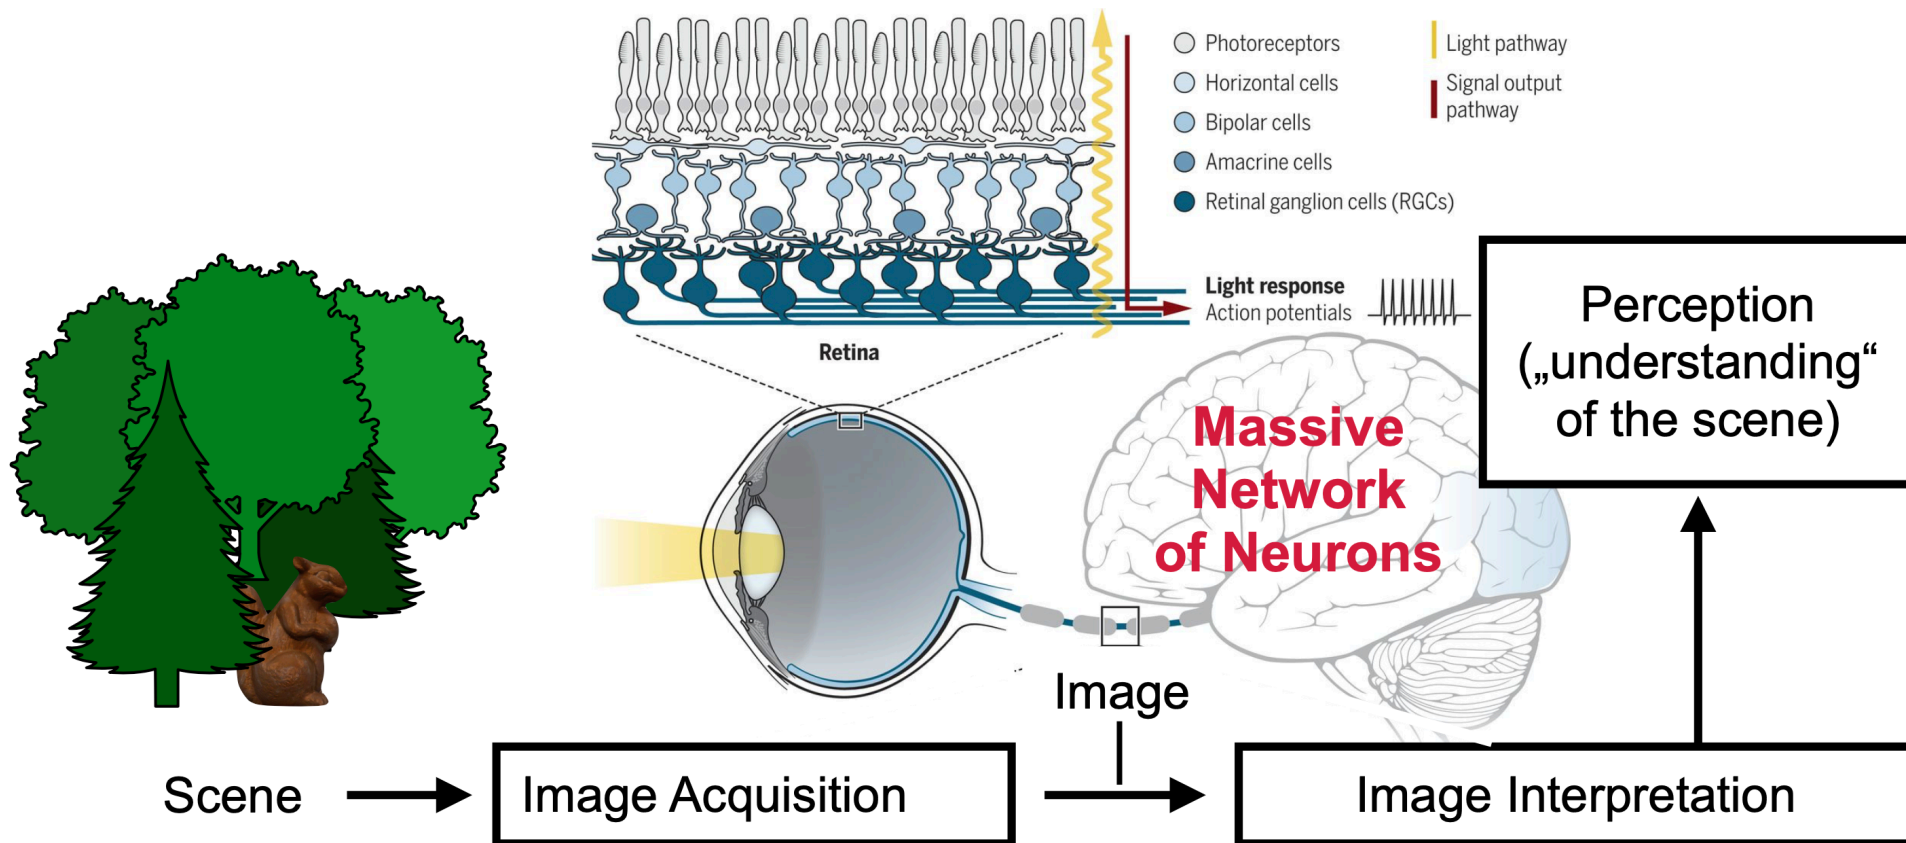 Photoreceptors
Horizontal cells
Bipolar cells
Amacrine cells
Retinal ganglion cells (RGCs)
Light pathway
Signal output
pathway
Light response
Action potentials
Retina
Massive
Network
of Neurons
Perception
(„understanding“
of the scene)
Image
Scene
Image Acquisition
Image Interpretation